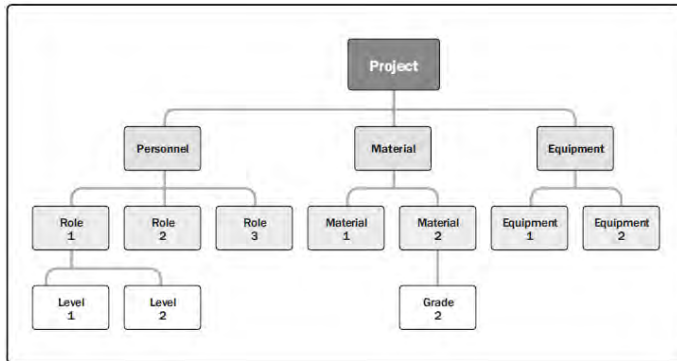 Project
Personnel
Material
Equipment
Role
1
Role
2
Role
3
Material
1
Material
2
Equipment
1
Equipment
2
Level
1
Level
2
Grade
2